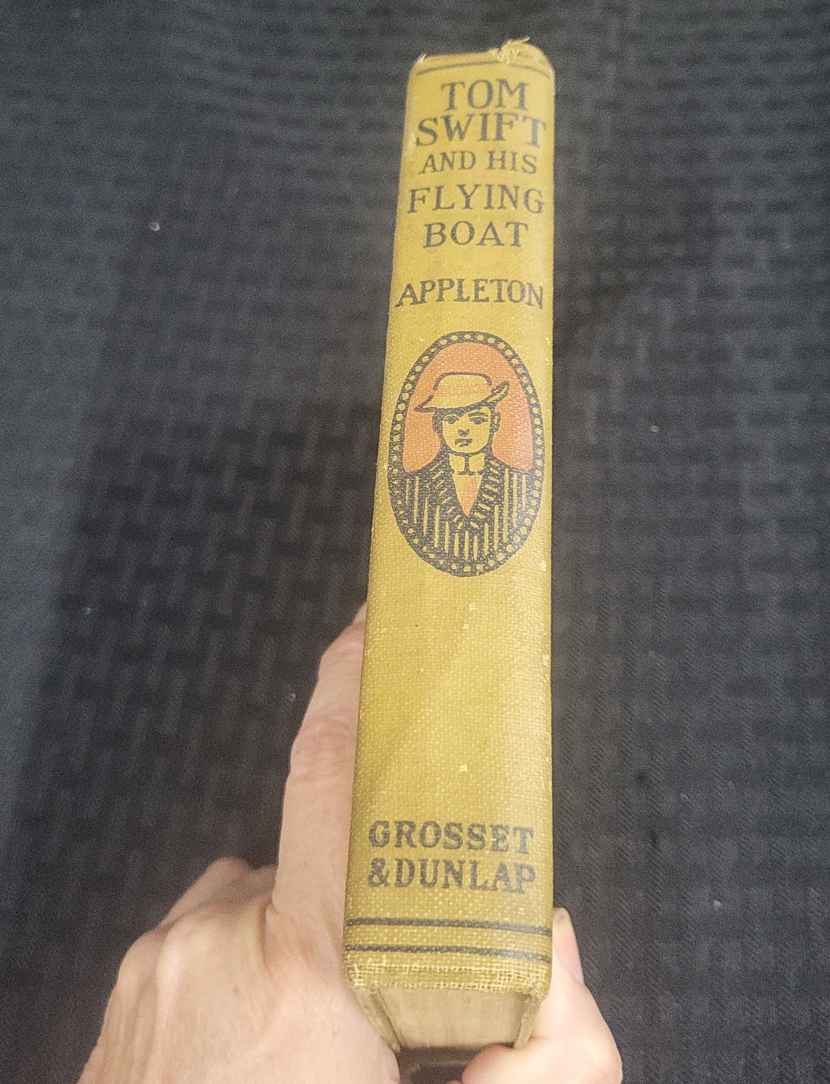 TOM
SWIFT
AND HIS
FLYING
BOAT
APPLETON
GROSSET
&DUNLAP